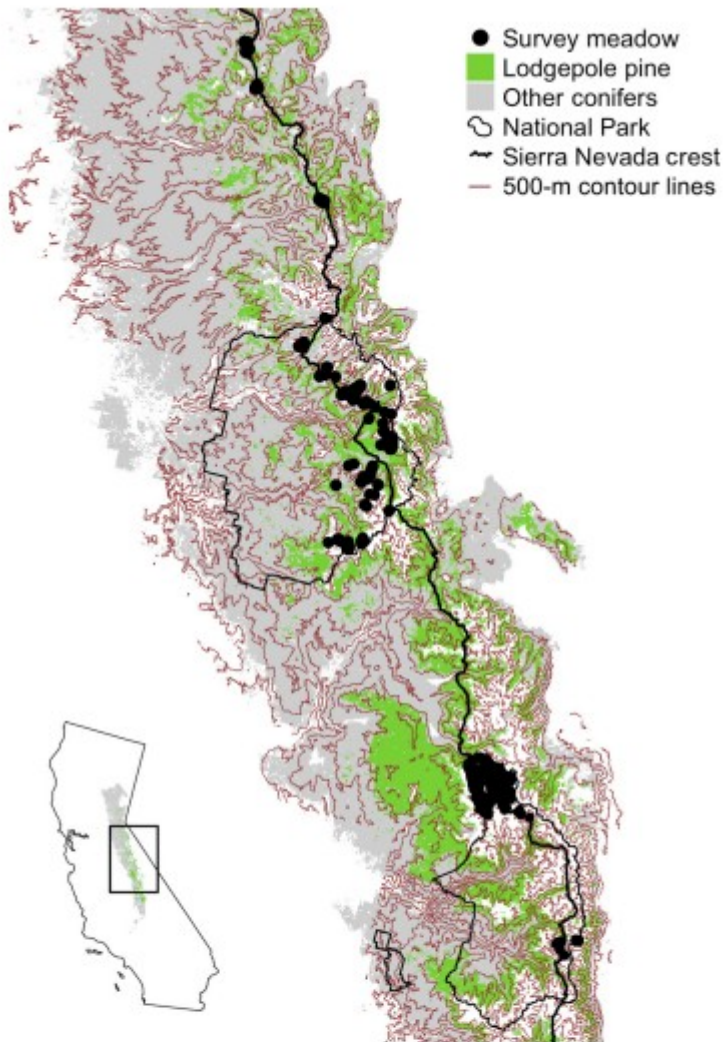 Survey meadow
Lodgepole pine
Other conifers
National Park
Sierra Nevada crest
500-m contour lines